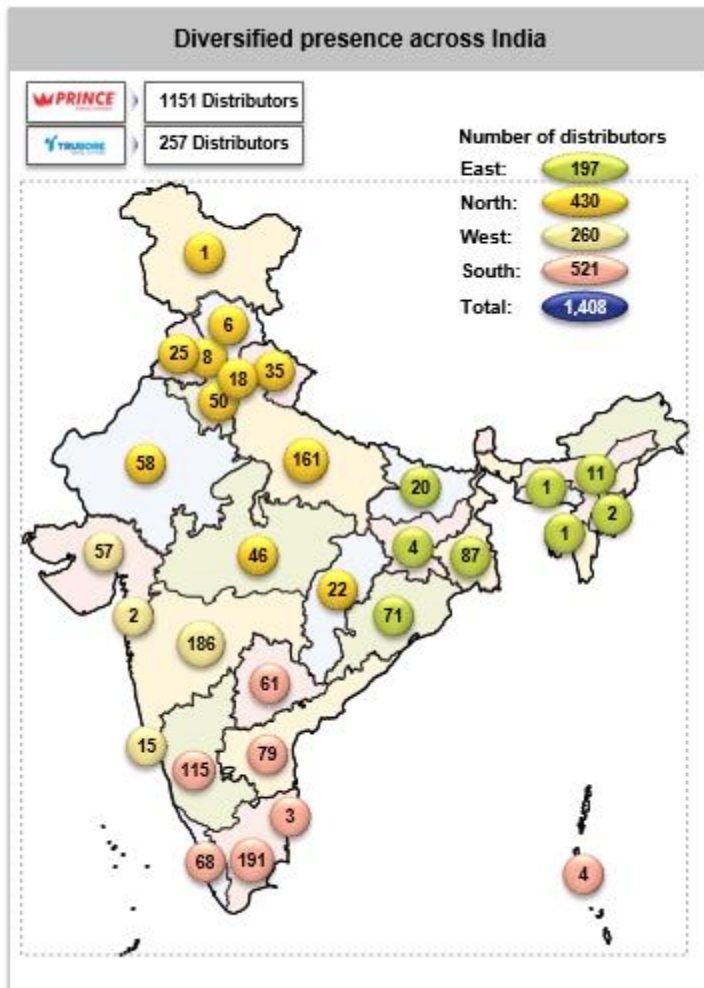 Diversified presence across India
PRINCE
1151 Distributors
TRUBORE
257 Distributors
Number of distributors
East: 197
North: 430
West: 260
South: 521
Total: 1,408
1
6
25
8
18
35
50
58
161
20
1
11
2
1
57
46
4
87
22
2
186
71
61
15
115
79
3
68
191
4